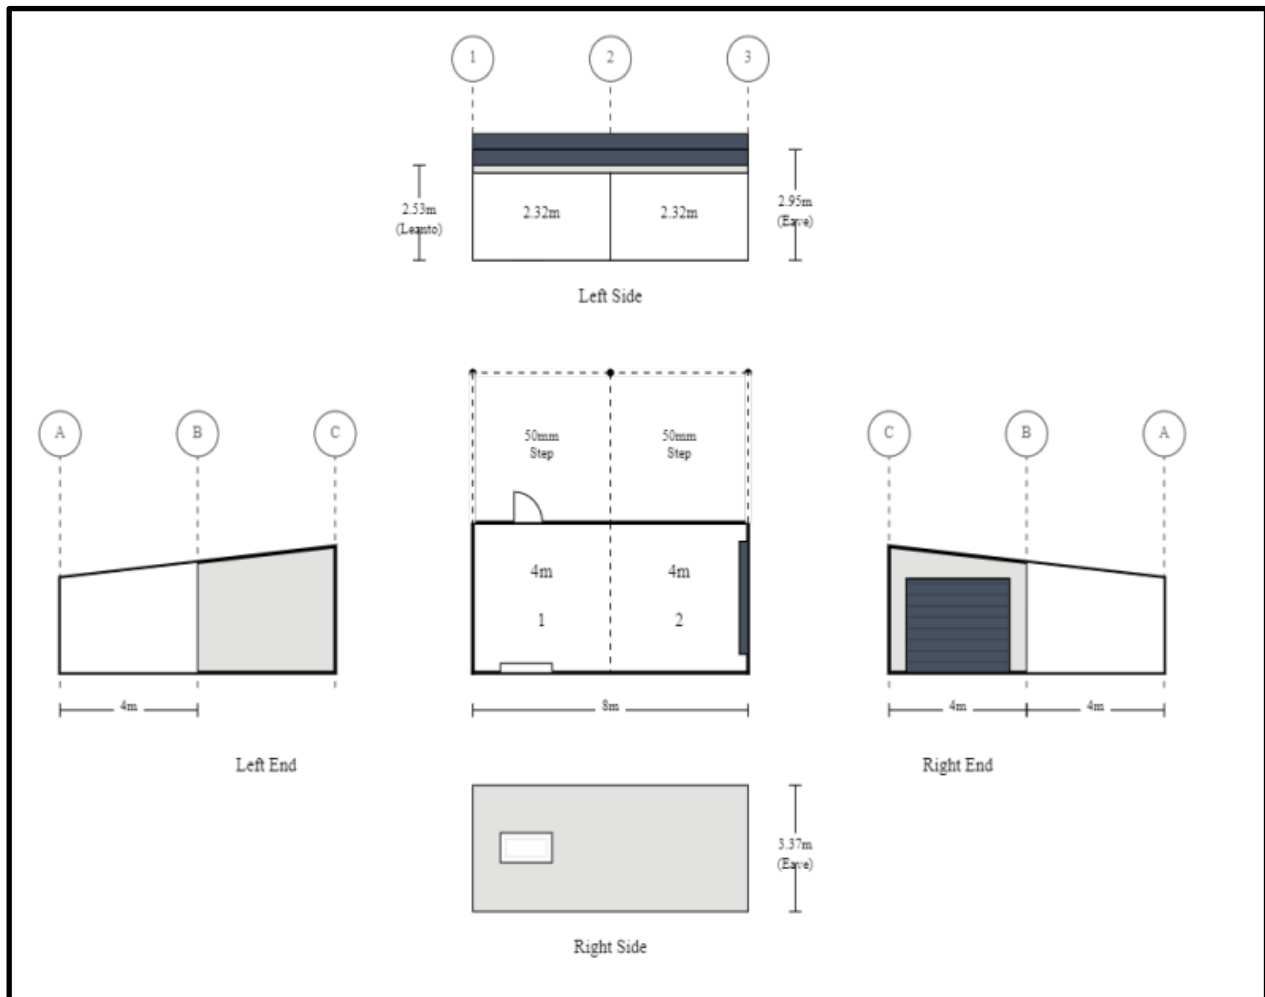 1 2 3
2.53m
(Leanto)
2.32m 2.32m
2.95m
(Eave)
Left Side
A B C
50mm
Step
50mm
Step
C B A
4m 4m
1 2
4m
8m
4m 4m
Left End
Right End
3.37m
(Eave)
Right Side